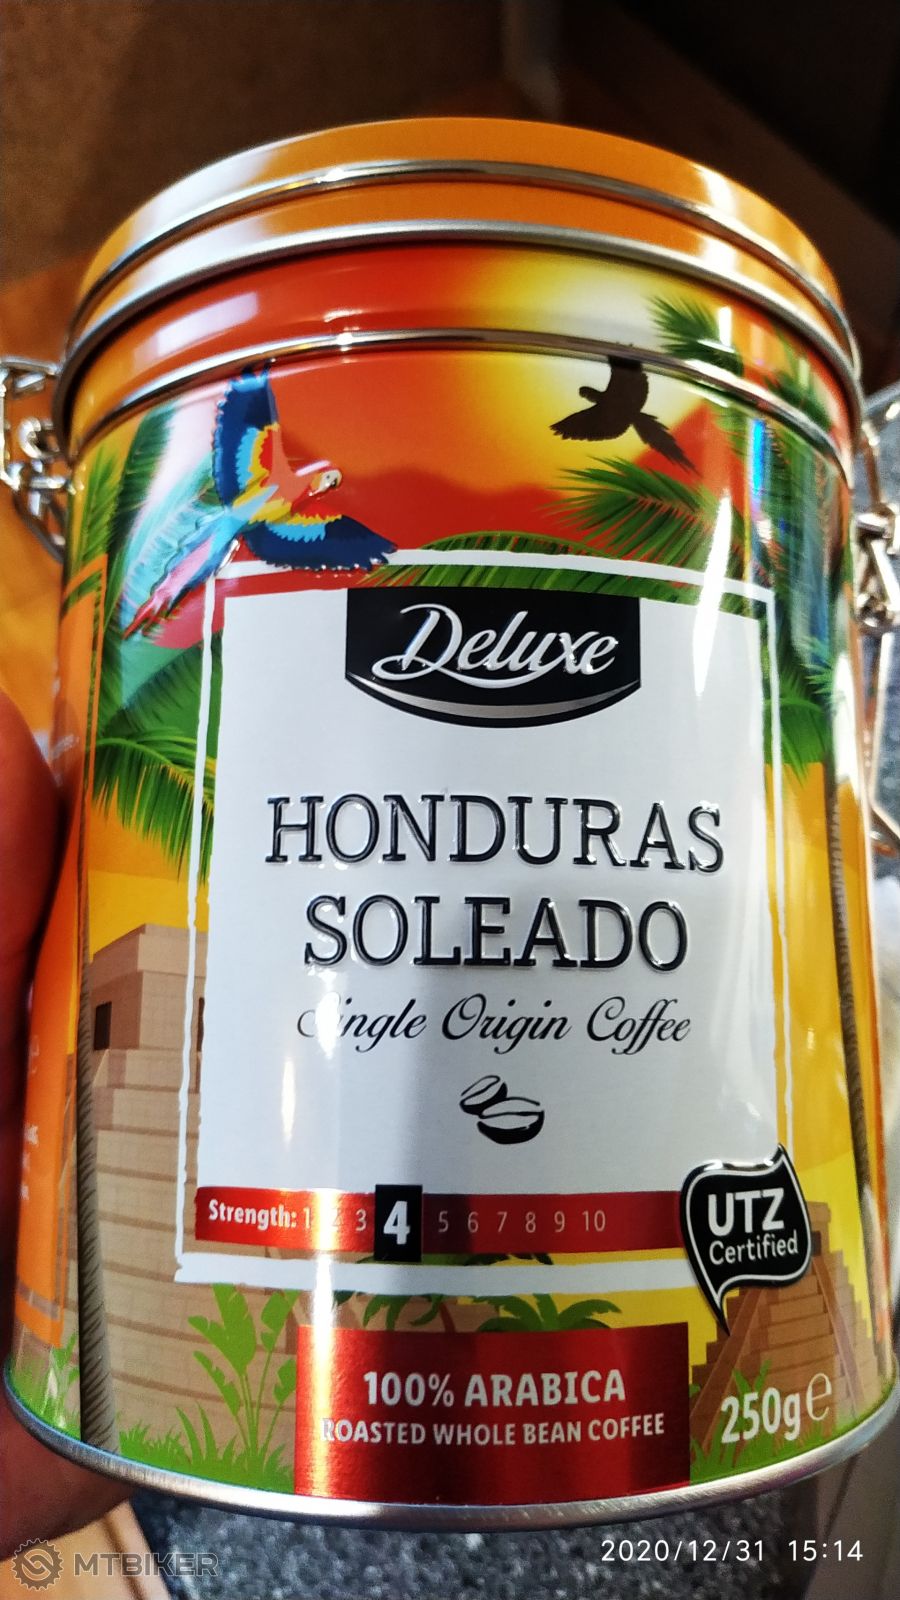 Deluxe
HONDURAS
SOLEADO
Single Origin Coffee
Strength: 1 2 3 4 5 6 7 8 9 10
UTZ
Certified
100% ARABICA
ROASTED WHOLE BEAN COFFEE
250g e
2020/12/31 15:14
MTBIKER